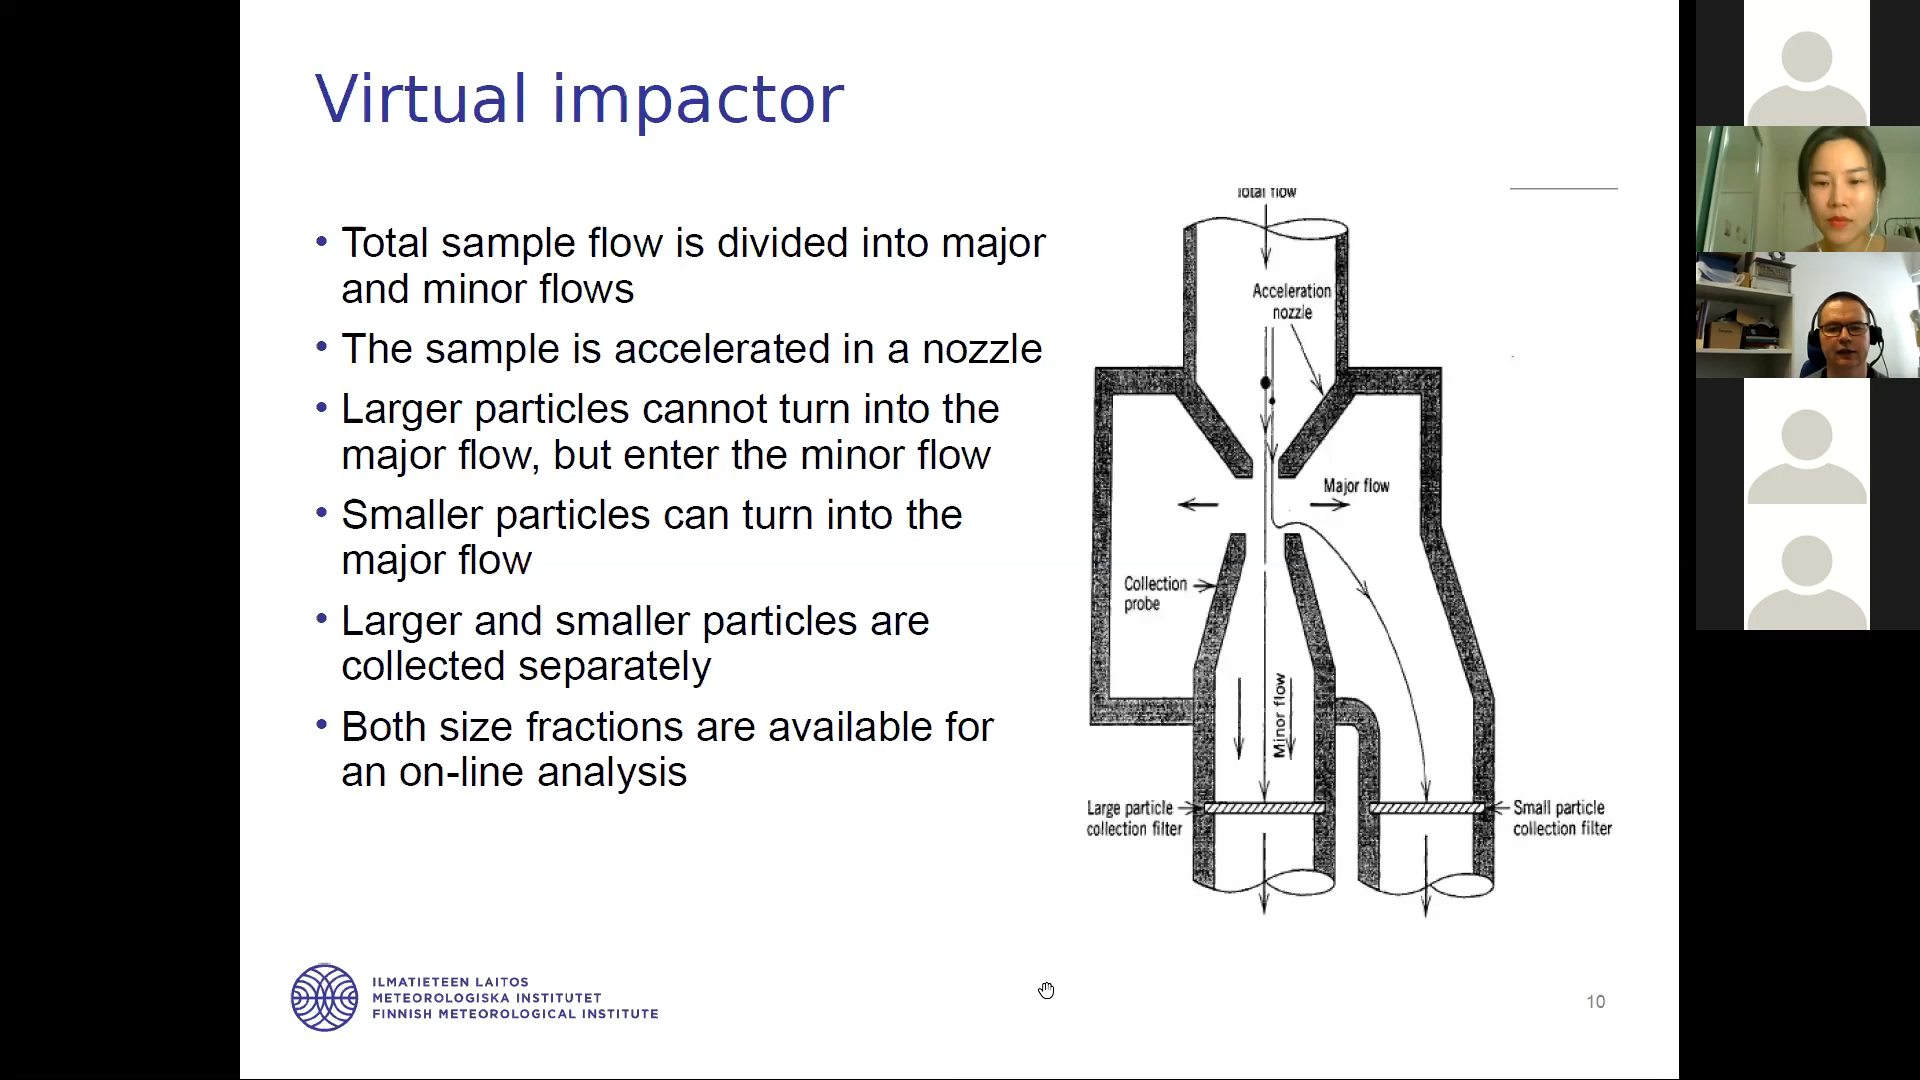 Virtual impactor
• Total sample flow is divided into major
and minor flows
• The sample is accelerated in a nozzle
• Larger particles cannot turn into the
major flow, but enter the minor flow
• Smaller particles can turn into the
major flow
• Larger and smaller particles are
collected separately
• Both size fractions are available for
an on-line analysis
Total flow
Acceleration
nozzle
Major flow
Collection
probe
Minor flow
Large particle
collection filter
Small particle
collection filter
ILMATIETEEN LAITOS
METEOROLOGISKA INSTITUTET
FINNISH METEOROLOGICAL INSTITUTE
10